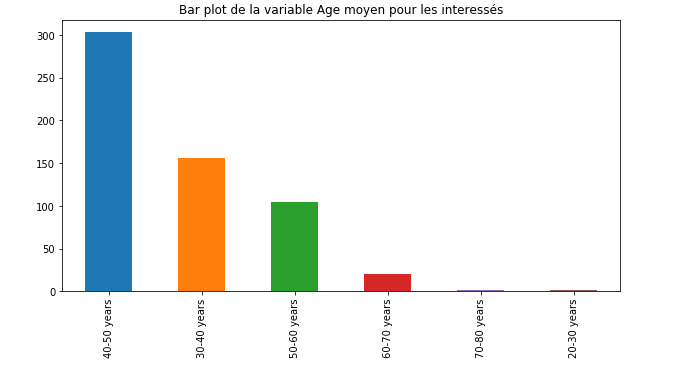 Bar plot de la variable Age moyen pour les interessés
300
250
200
150
100
50
0
40-50 years
30-40 years
50-60 years
60-70 years
70-80 years
20-30 years